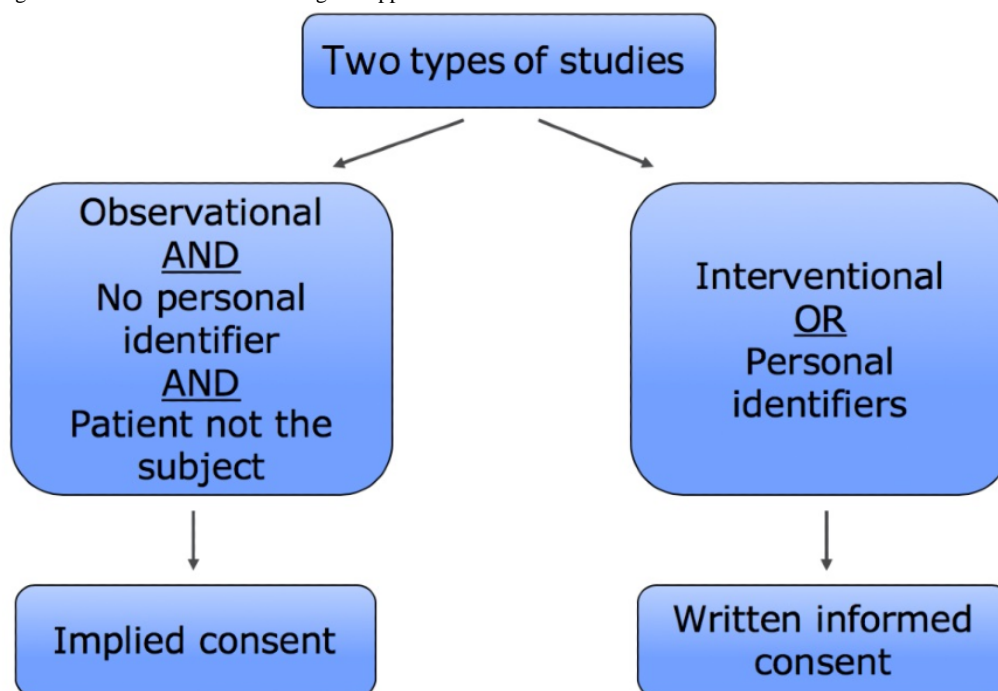 Two types of studies
Observational
AND
No personal
identifier
AND
Patient not the
subject
Interventional
OR
Personal
identifiers
Implied consent
Written informed
consent